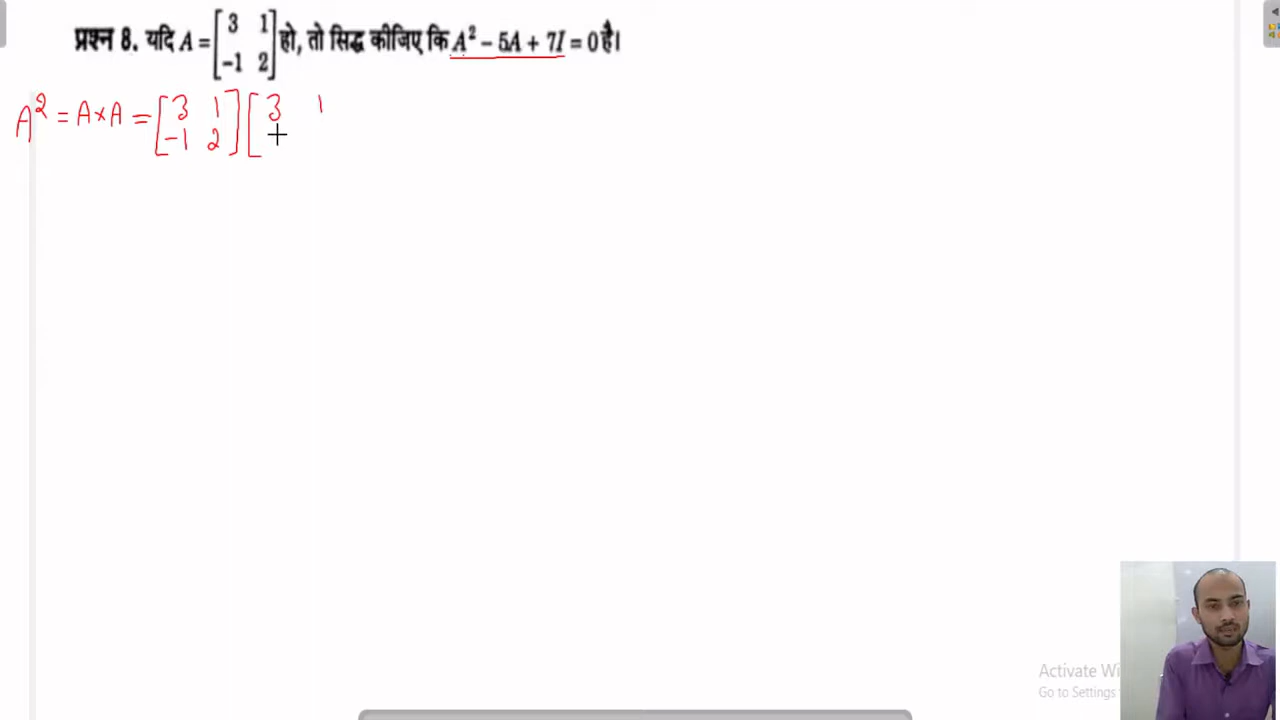 प्रश्न 8. यदि A = [3 1 -1 2] हो, तो सिद्ध कीजिए कि A² - 5A + 7I = 0 है।
A² = A×A = [3 1 -1 2] [3 1
Activate Wi
Go to Settings